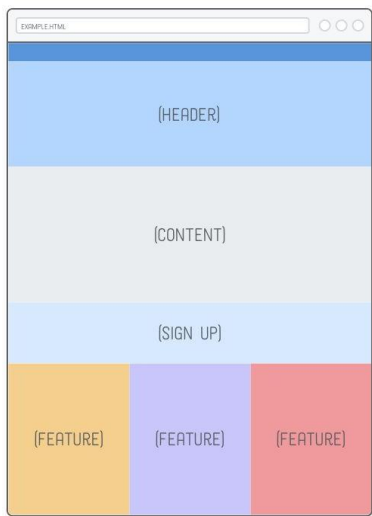 EXAMPLE.HTML
(HEADER)
(CONTENT)
(SIGN UP)
(FEATURE) (FEATURE) (FEATURE)